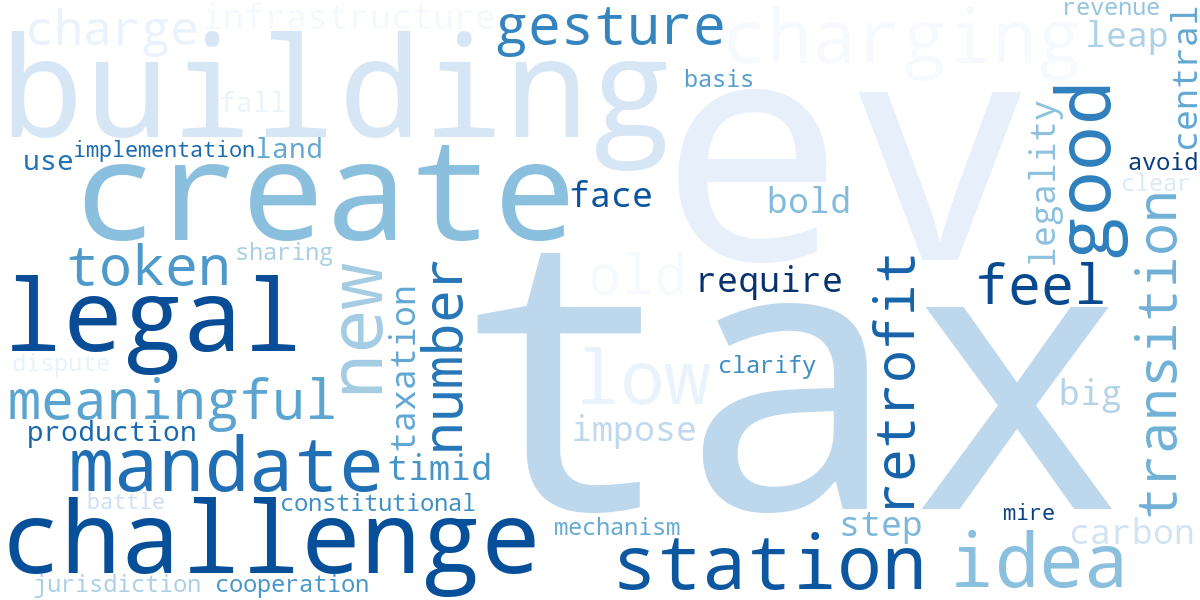 infrastructure
revenue
charge
gesture
charging
leap
central
building
basis
ev
fall
good
legality
use
implementation
land
avoid
clear
create
face
bold
transition
token
sharing
new
number
old
require
retrofit
feel
legal
taxation
tax
dispute
low
clarify
meaningful
big
production
impose
mandate
timid
battle
constitutional
mire
challenge
mechanism
step
carbon
station
idea
jurisdiction
cooperation